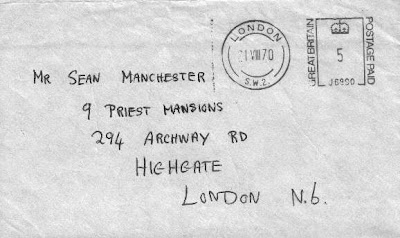 LONDON
21 VIII 70
S.W.2.
GREAT BRITAIN
5
J6900
POSTAGE PAID
MR SEAN MANCHESTER
9 PRIEST MANSIONS
294 ARCHWAY RD
HIGHGATE
LONDON N.6.